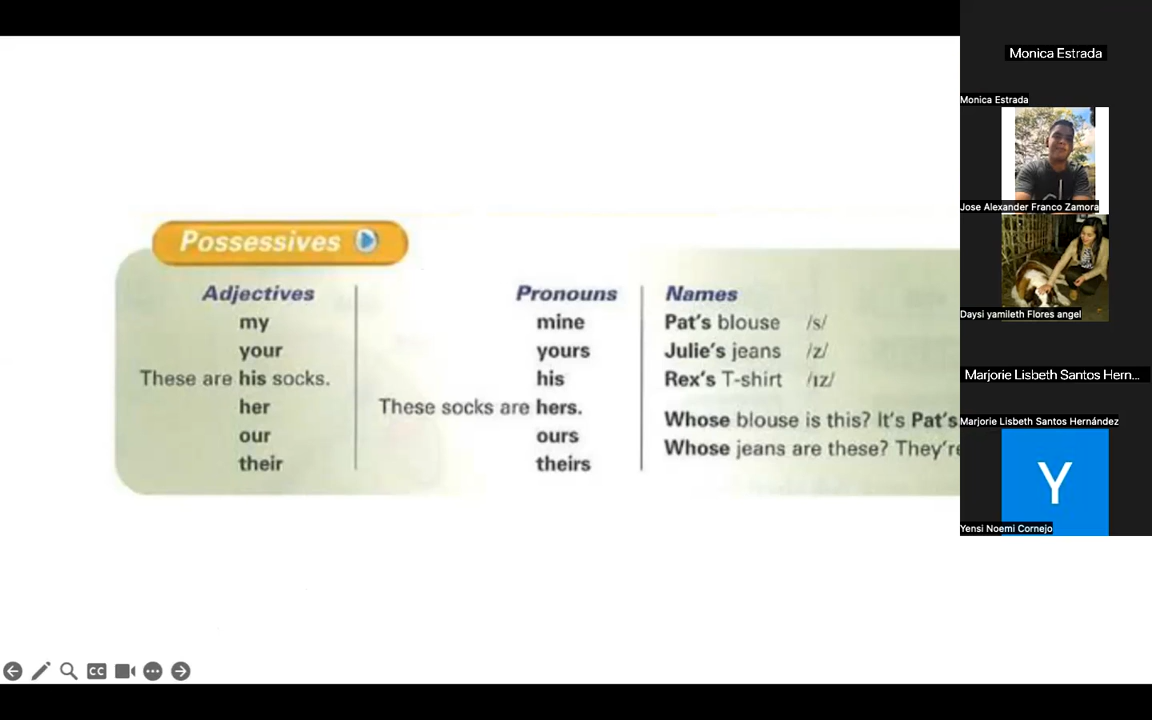 Possessives
Adjectives
my
your
These are his socks.
her
our
their
Pronouns
mine
yours
his
These socks are hers.
ours
theirs
Names
Pat's blouse /s/
Julie's jeans /z/
Rex's T-shirt /ɪz/
Whose blouse is this? It's Pat's
Whose jeans are these? They're
CC
Monica Estrada
Monica Estrada
Jose Alexander Franco Zamora
Daysi yamileth Flores angel
Marjorie Lisbeth Santos Hern...
Marjorie Lisbeth Santos Hernández
Y
Yensi Noemi Cornejo